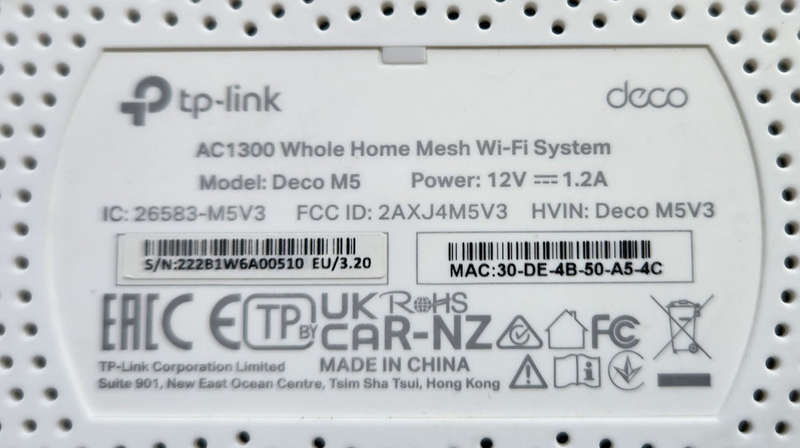 tp-link
deco
AC1300 Whole Home Mesh Wi-Fi System
Model: Deco M5 Power: 12V ⎓ 1.2A
IC: 26583-M5V3 FCC ID: 2AXJ4M5V3 HVIN: Deco M5V3
S/N:222B1W6A00510 EU/3.20
MAC:30-DE-4B-50-A5-4C
EAC CE TP BY UK CA RoHS R-NZ FC
TP-Link Corporation Limited
MADE IN CHINA
Suite 901, New East Ocean Centre, Tsim Sha Tsui, Hong Kong